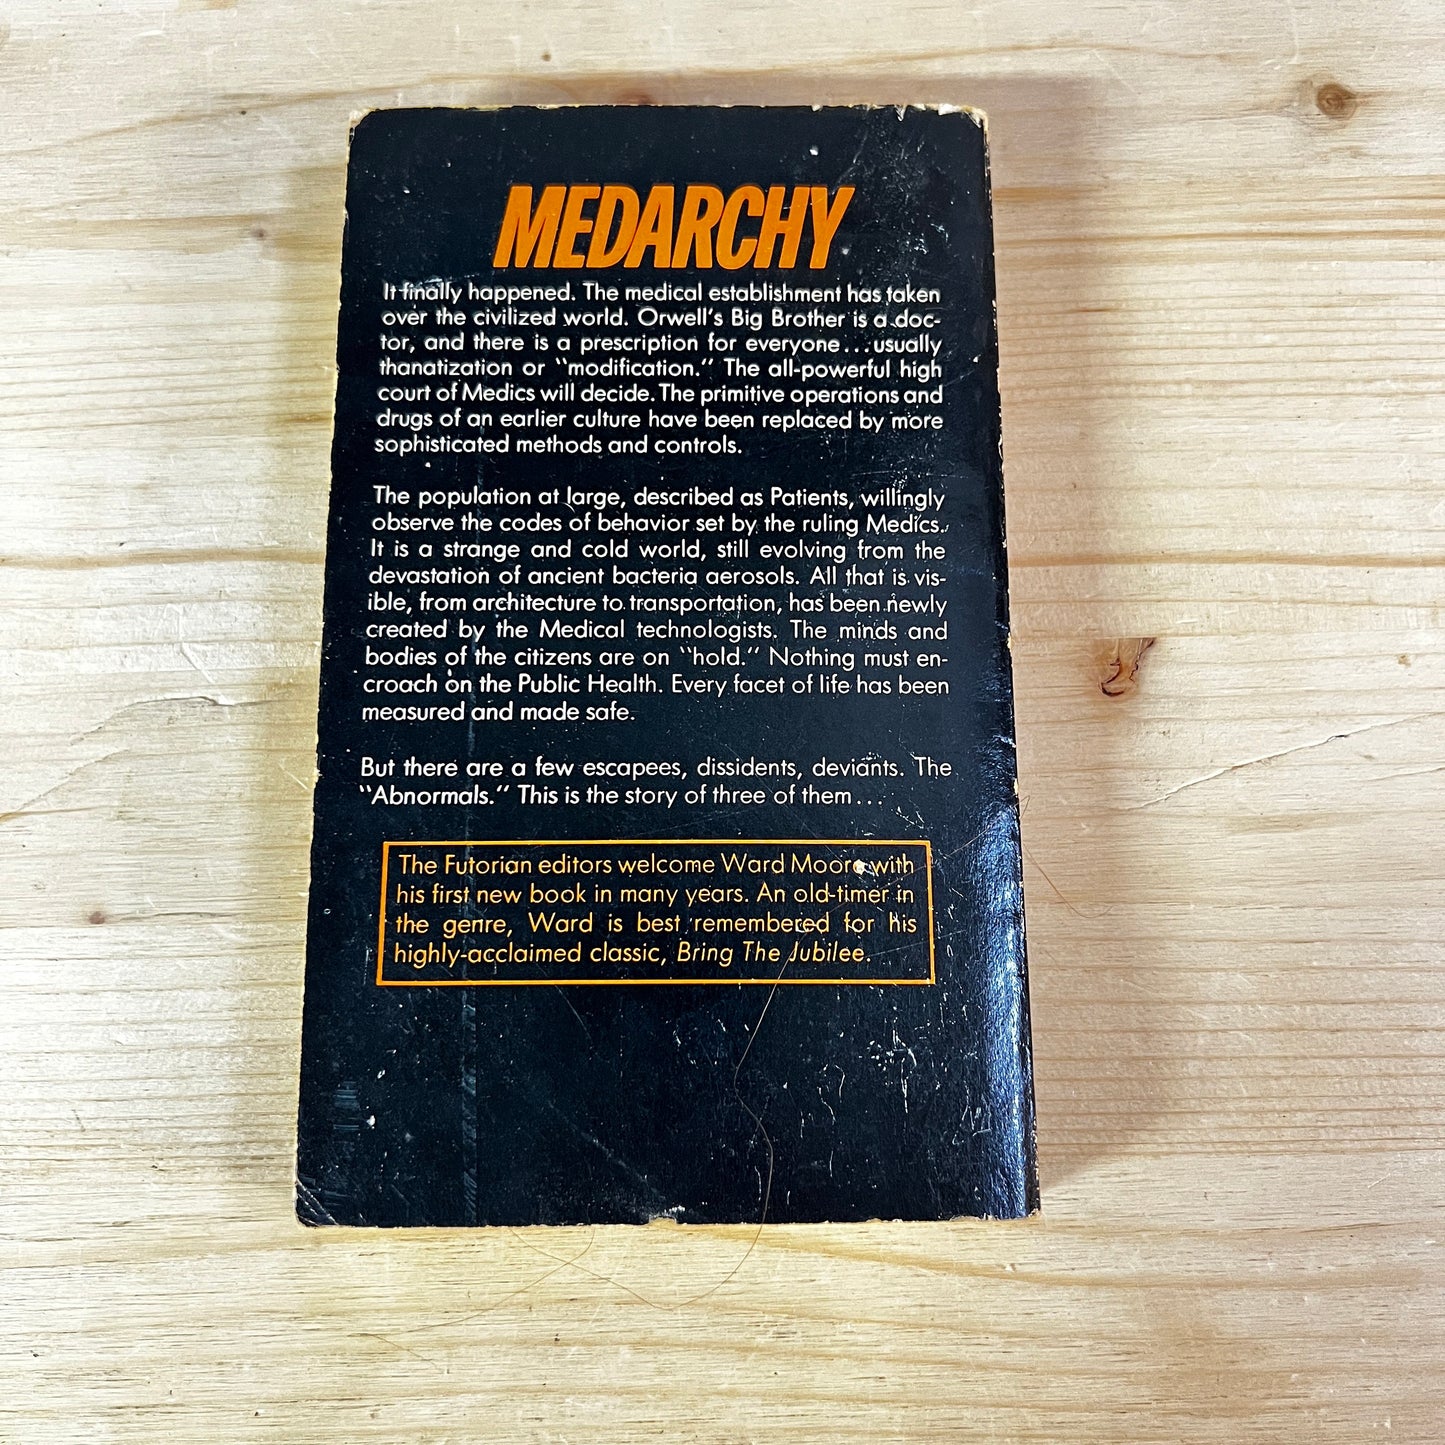 MEDARCHY
It finally happened. The medical establishment has taken
over the civilized world. Orwell's Big Brother is a doc-
tor, and there is a prescription for everyone...usually
thanatization or "modification." The all-powerful high
court of Medics will decide. The primitive operations and
drugs of an earlier culture have been replaced by more
sophisticated methods and controls.
The population at large, described as Patients, willingly
observe the codes of behavior set by the ruling Medics.
It is a strange and cold world, still evolving from the
devastation of ancient bacteria aerosols. All that is vis-
ible, from architecture to transportation, has been newly
created by the Medical technologists. The minds and
bodies of the citizens are on "hold." Nothing must en-
croach on the Public Health. Every facet of life has been
measured and made safe.
But there are a few escapees, dissidents, deviants. The
"Abnormals." This is the story of three of them...
The Futorian editors welcome Ward Moore with
his first new book in many years. An old-timer in
the genre, Ward is best remembered for his
highly-acclaimed classic, Bring The Jubilee.